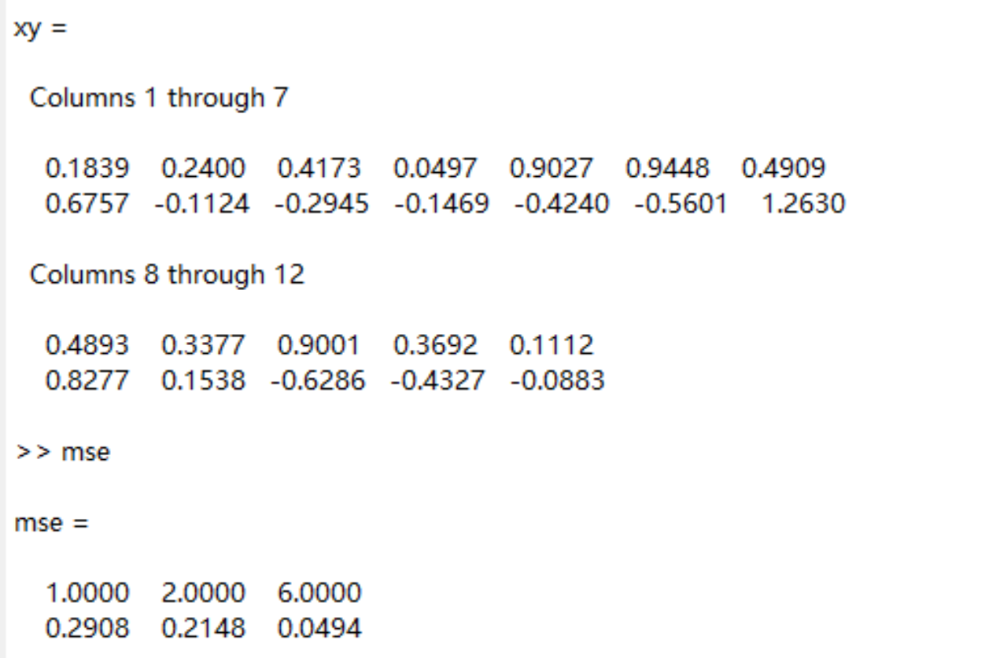 xy =
Columns 1 through 7
0.1839 0.2400 0.4173 0.0497 0.9027 0.9448 0.4909
0.6757 -0.1124 -0.2945 -0.1469 -0.4240 -0.5601 1.2630
Columns 8 through 12
0.4893 0.3377 0.9001 0.3692 0.1112
0.8277 0.1538 -0.6286 -0.4327 -0.0883
>> mse
mse =
1.0000 2.0000 6.0000
0.2908 0.2148 0.0494